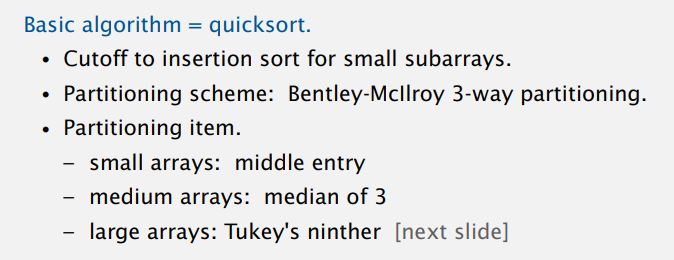 Basic algorithm = quicksort.
• Cutoff to insertion sort for small subarrays.
• Partitioning scheme: Bentley-McIlroy 3-way partitioning.
• Partitioning item.
– small arrays: middle entry
– medium arrays: median of 3
– large arrays: Tukey's ninther [next slide]